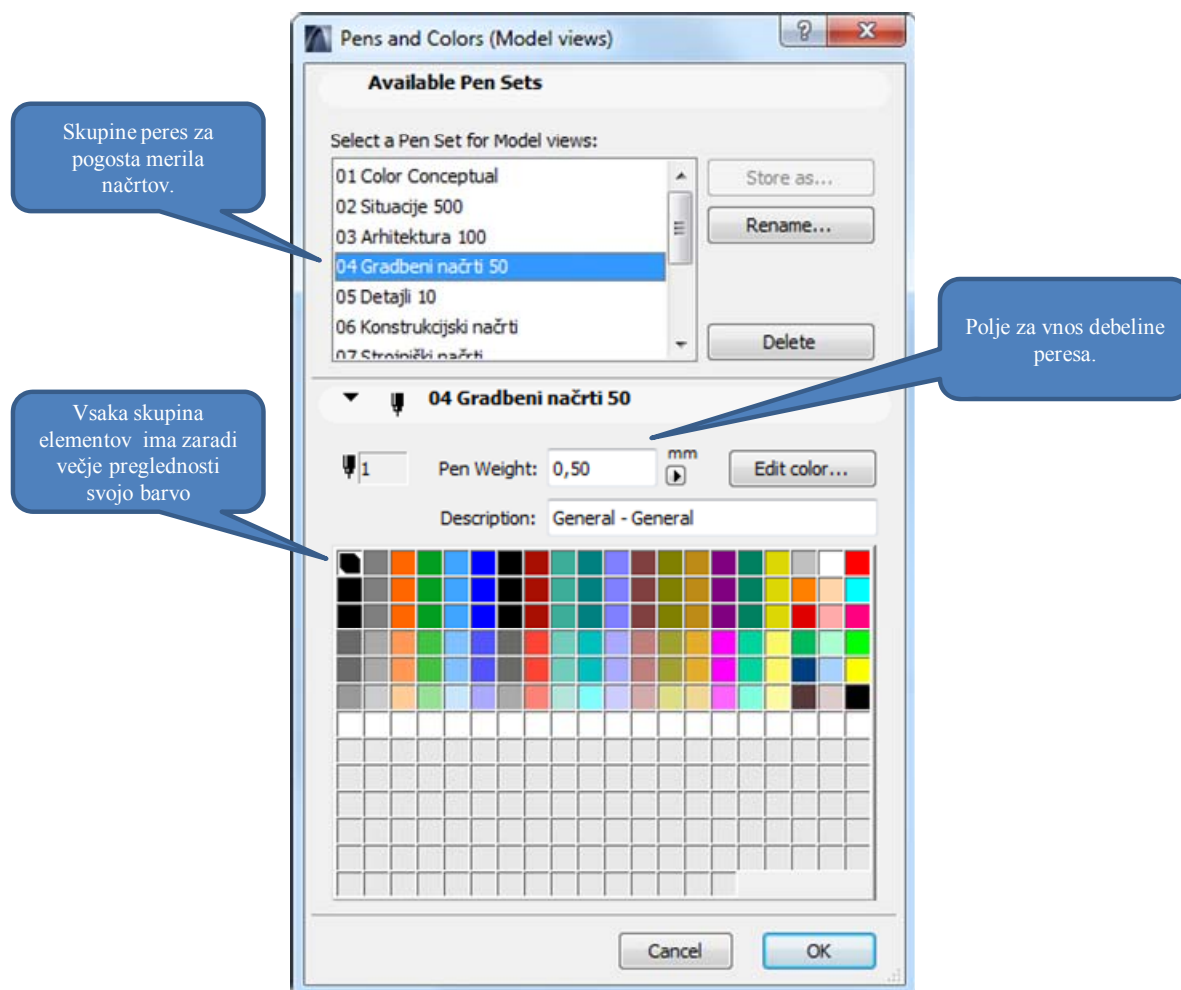 Pens and Colors (Model views)
Available Pen Sets
Skupine peres za
pogosta merila
načrtov.
Select a Pen Set for Model views:
01 Color Conceptual
02 Situacije 500
03 Arhitektura 100
04 Gradbeni načrti 50
05 Detajli 10
06 Konstrukcijski načrti
07 Strojniški načrti
Store as...
Rename...
Delete
Polje za vnos debeline
peresa.
Vsaka skupina
elementov ima zaradi
večje preglednosti
svojo barvo
04 Gradbeni načrti 50
1
Pen Weight: 0,50 mm
Edit color...
Description: General - General
Cancel
OK